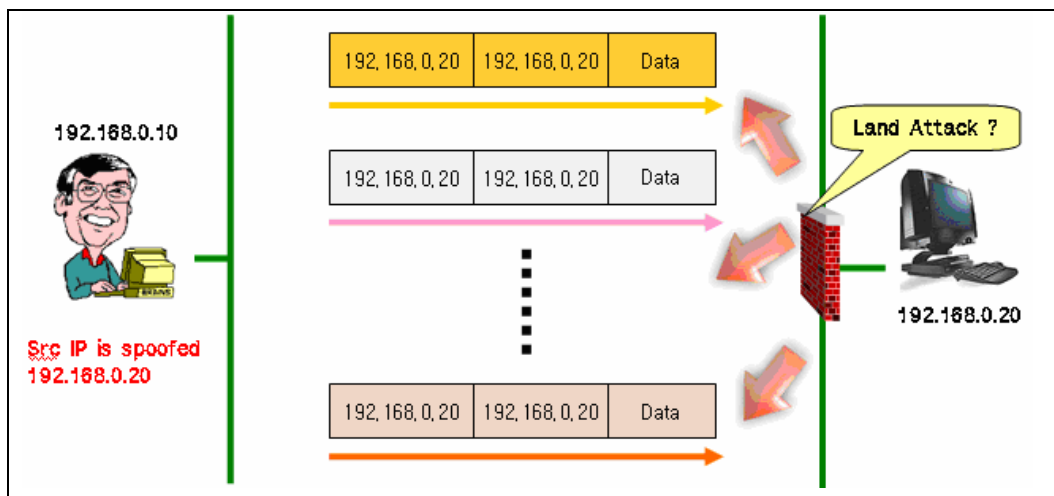 192,168,0,20 192,168,0,20 Data
192.168.0.10
Land Attack ?
192,168,0,20 192,168,0,20 Data
BRAINS
192.168.0.20
Src IP is spoofed
192.168.0.20
192,168,0,20 192,168,0,20 Data